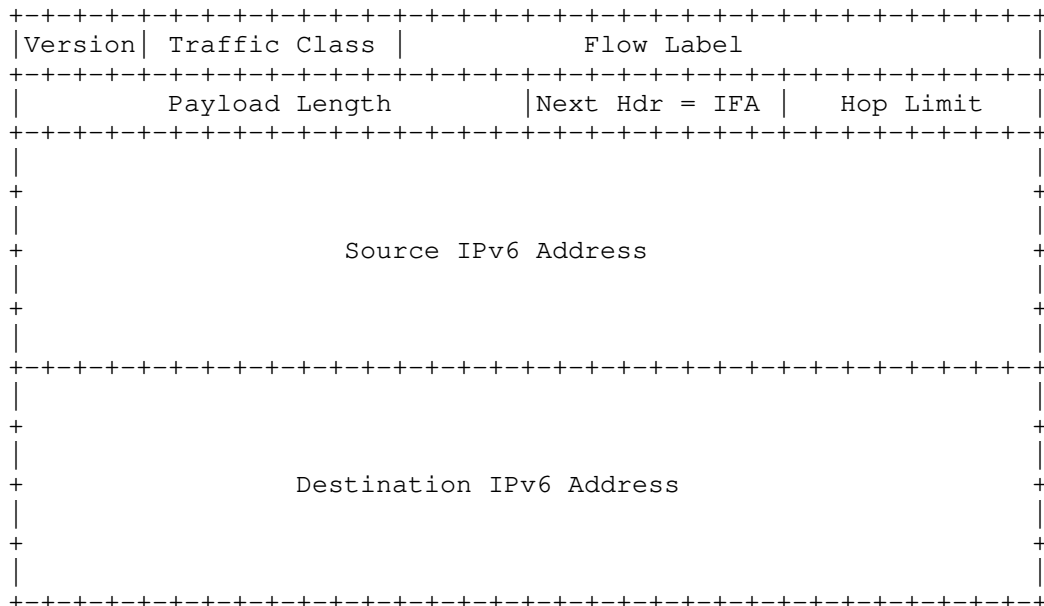 Version Traffic Class Flow Label
Payload Length Next Hdr = IFA Hop Limit
Source IPv6 Address
Destination IPv6 Address